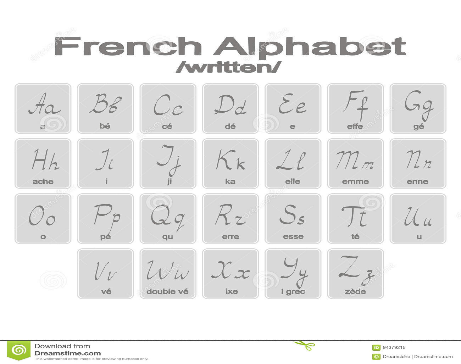 French Alphabet
/written/
Aa Bb Cc Dd Ee Ff Gg
a bé cé dé e effe gé
Hh Ii Jj Kk Ll Mm Nn
ache i ji ka elle emme enne
Oo Pp Qq Rr Ss Tt Uu
o pá qu erre esse té u
Vv Ww Xx Yy Zz
vé double vé ixe i grec zède
Download from
Dreamstime.com